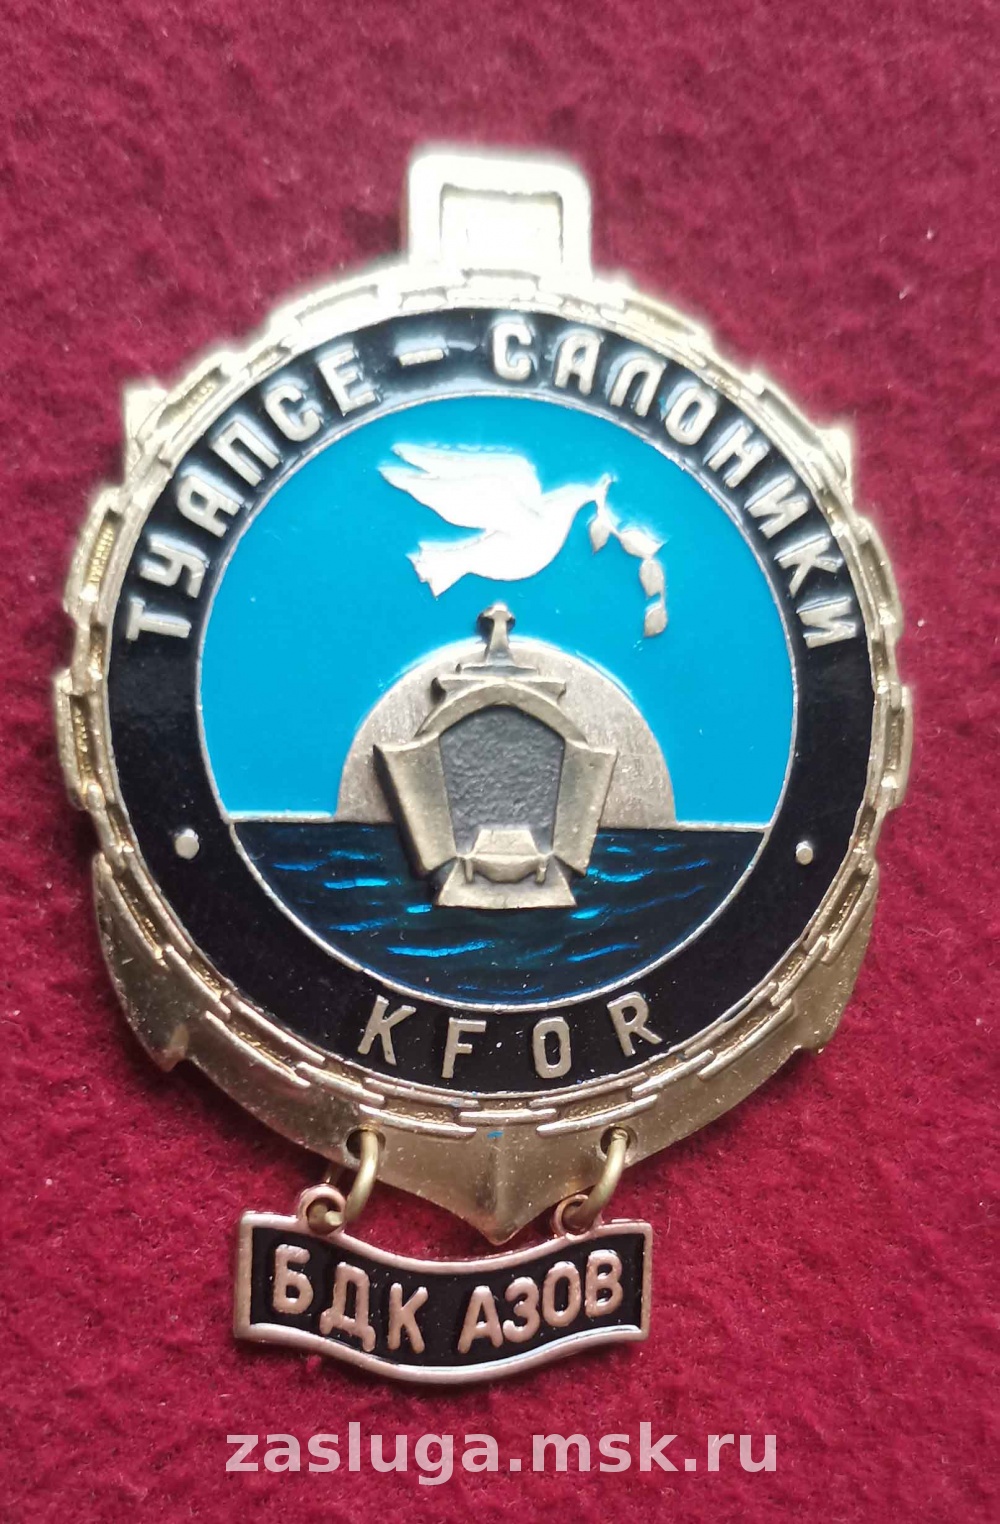 ТУАПСЕ - САЛОНИКИ
KFOR
БДК АЗОВ
zasluga.msk.ru